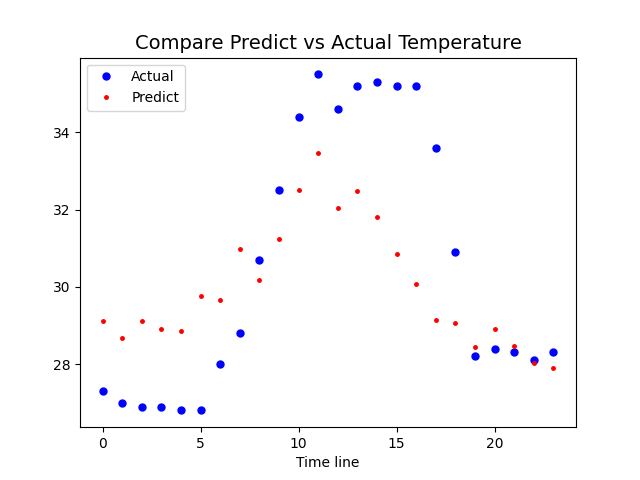 Compare Predict vs Actual Temperature
Actual
Predict
34
32
30
28
0 5 10 15 20
Time line